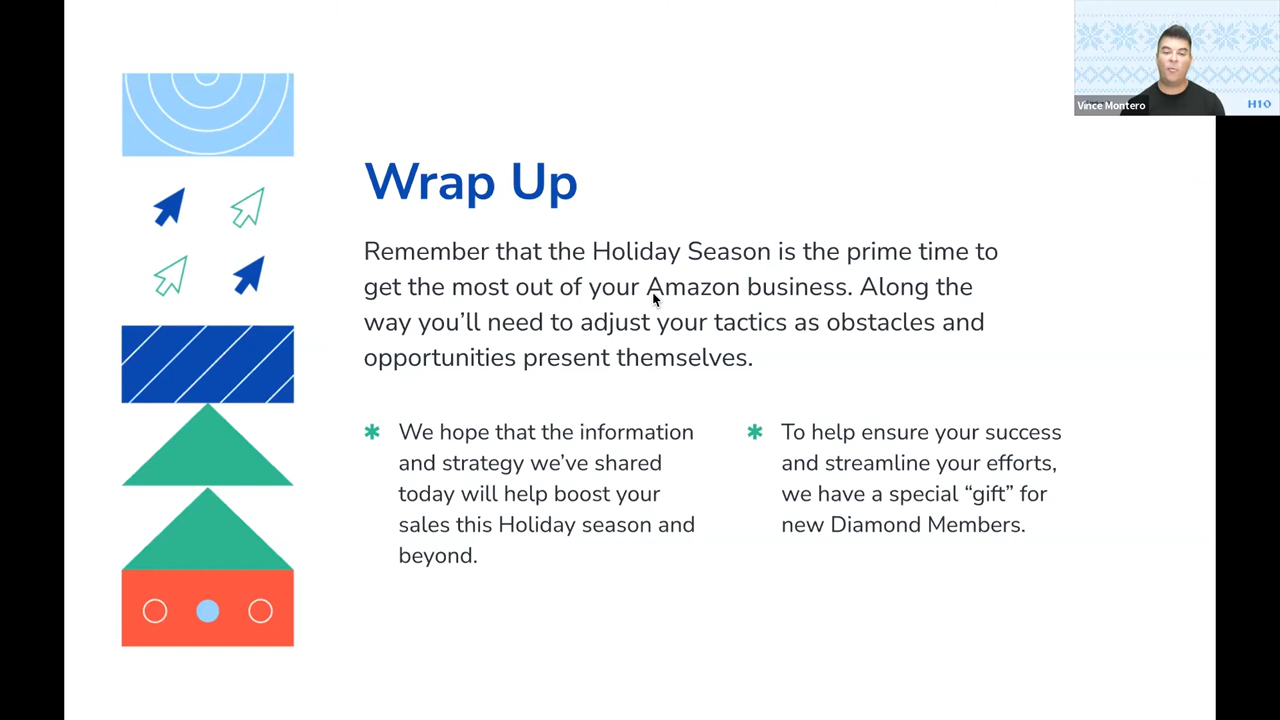 Vince Montero
H10
Wrap Up
Remember that the Holiday Season is the prime time to
get the most out of your Amazon business. Along the
way you’ll need to adjust your tactics as obstacles and
opportunities present themselves.
✱ We hope that the information
and strategy we’ve shared
today will help boost your
sales this Holiday season and
beyond.
✱ To help ensure your success
and streamline your efforts,
we have a special “gift” for
new Diamond Members.